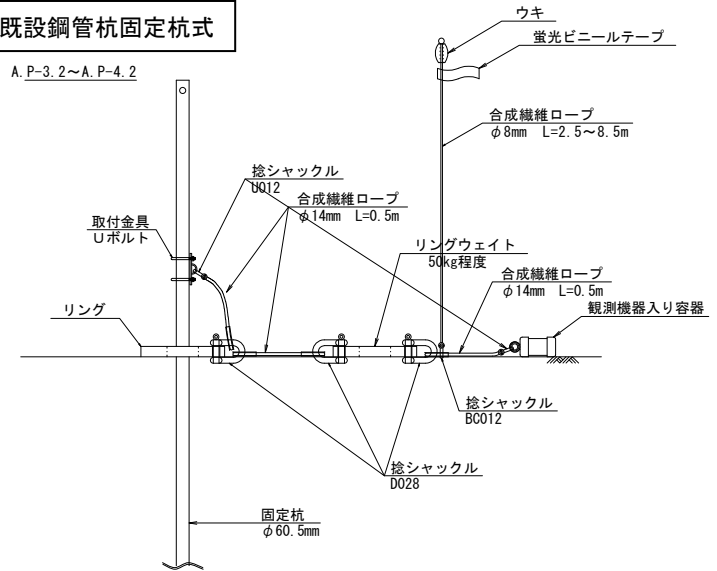 既設鋼管杭固定杭式
A.P-3.2～A.P-4.2
ウキ
蛍光ビニールテープ
合成繊維ロープ
φ8mm L=2.5～8.5m
捻シャックル
U012
合成繊維ロープ
φ14mm L=0.5m
取付金具
Uボルト
リングウェイト
50kg程度
合成繊維ロープ
φ14mm L=0.5m
リング
観測機器入り容器
捻シャックル
BC012
捻シャックル
D028
固定杭
φ60.5mm